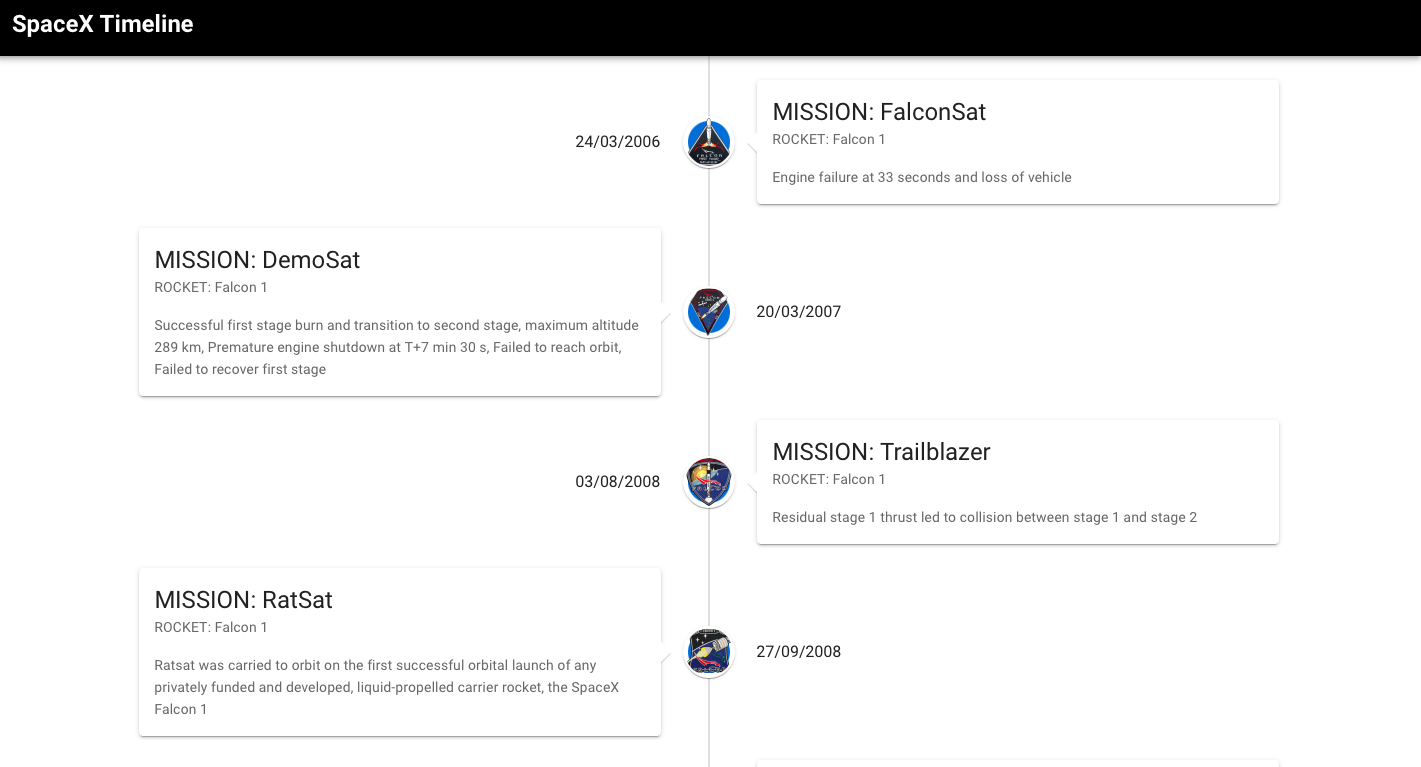 SpaceX Timeline
24/03/2006
MISSION: FalconSat
ROCKET: Falcon 1
Engine failure at 33 seconds and loss of vehicle
MISSION: DemoSat
ROCKET: Falcon 1
Successful first stage burn and transition to second stage, maximum altitude
289 km, Premature engine shutdown at T+7 min 30 s, Failed to reach orbit,
Failed to recover first stage
20/03/2007
03/08/2008
MISSION: Trailblazer
ROCKET: Falcon 1
Residual stage 1 thrust led to collision between stage 1 and stage 2
MISSION: RatSat
ROCKET: Falcon 1
Ratsat was carried to orbit on the first successful orbital launch of any
privately funded and developed, liquid-propelled carrier rocket, the SpaceX
Falcon 1
27/09/2008